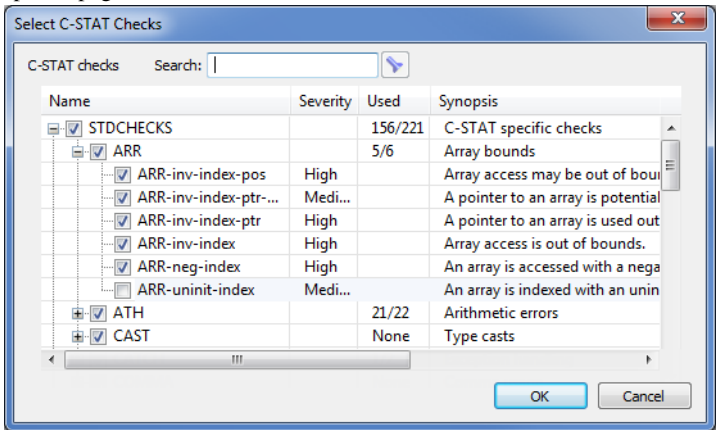 Select C-STAT Checks
C-STAT checks Search:
Name Severity Used Synopsis
STDCHECKS 156/221 C-STAT specific checks
ARR 5/6 Array bounds
ARR-inv-index-pos High Array access may be out of boun
ARR-inv-index-ptr-... Medi... A pointer to an array is potential
ARR-inv-index-ptr High A pointer to an array is used out
ARR-inv-index High Array access is out of bounds.
ARR-neg-index High An array is accessed with a nega
ARR-uninit-index Medi... An array is indexed with an unin
ATH 21/22 Arithmetic errors
CAST None Type casts
OK Cancel